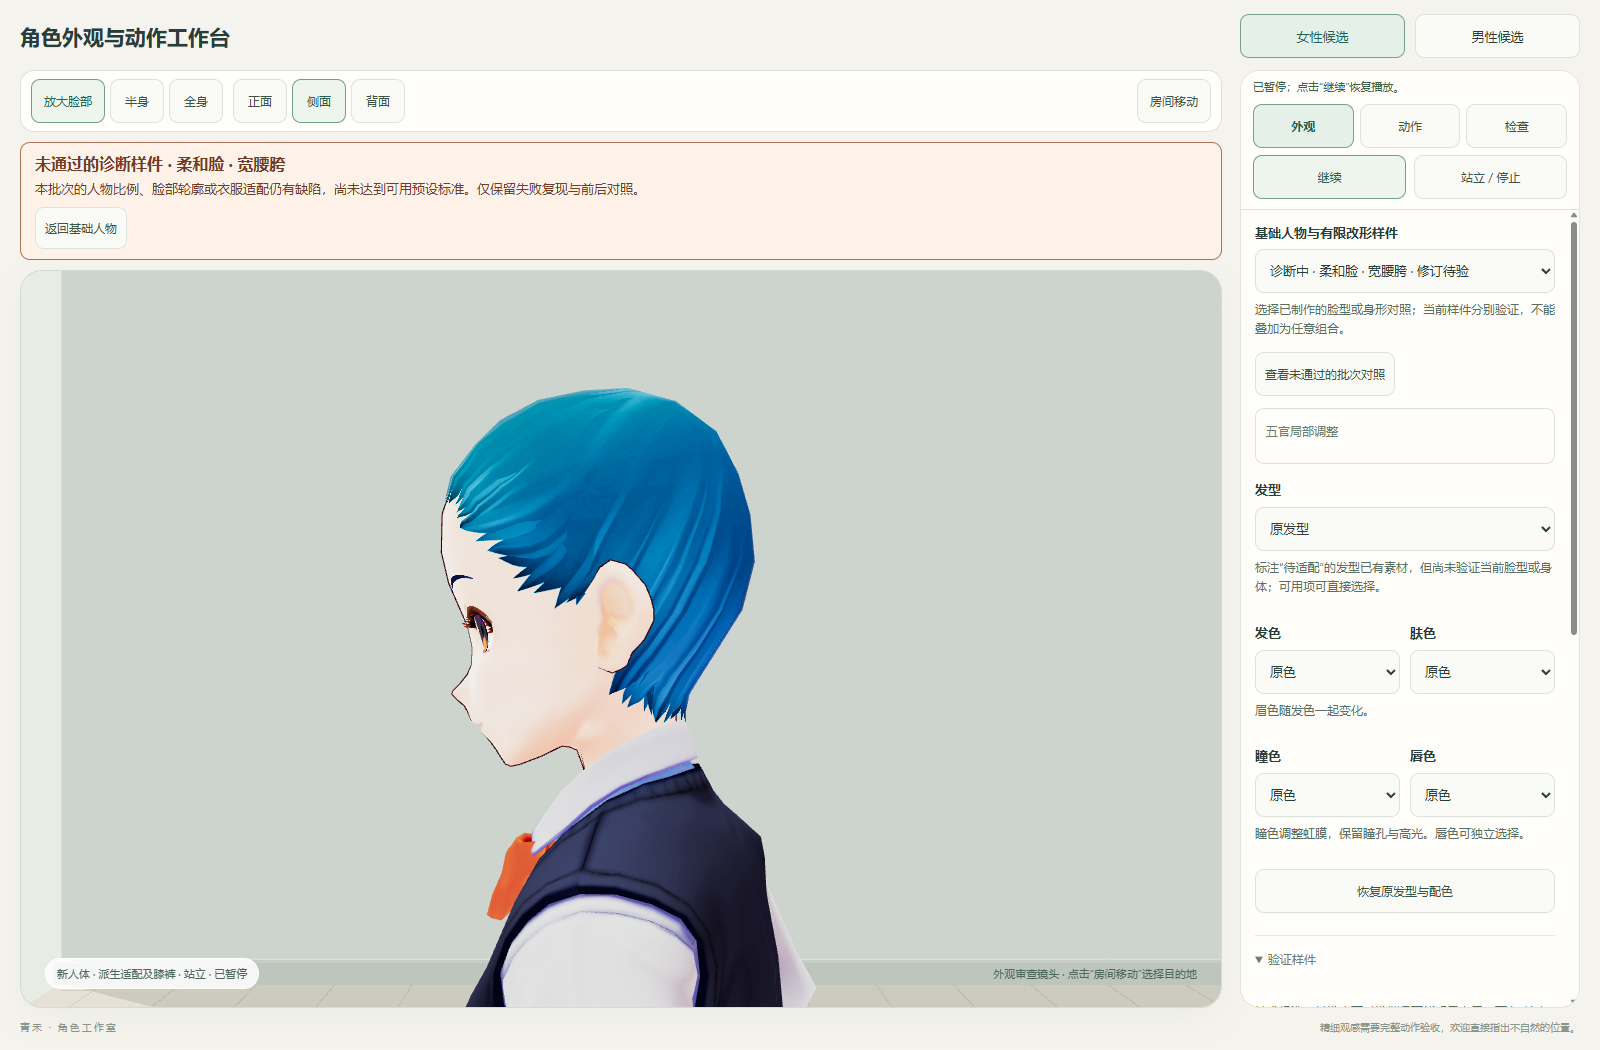 角色外观与动作工作台
女性候选
男性候选
放大脸部
半身
全身
正面
侧面
背面
房间移动
未通过的诊断样件 · 柔和脸 · 宽腰胯
本批次的人物比例、脸部轮廓或衣服适配仍有缺陷，尚未达到可用预设标准。仅保留失败复现与前后对照。
返回基础人物
新人体 · 派生适配及膝裤 · 站立 · 已暂停
外观审查镜头 · 点击“房间移动”选择目的地
已暂停；点击“继续”恢复播放。
外观
动作
检查
继续
站立 / 停止
基础人物与有限改形样件
诊断中 · 柔和脸 · 宽腰胯 · 修订待验
选择已制作的脸型或身形对照；当前样件分别验证，不能
叠加为任意组合。
查看未通过的批次对照
五官局部调整
发型
原发型
标注“待适配”的发型已有素材，但尚未验证当前脸型或身
体；可用项可直接选择。
发色
肤色
原色
原色
眉色随发色一起变化。
瞳色
唇色
原色
原色
瞳色调整虹膜，保留瞳孔与高光。唇色可独立选择。
恢复原发型与配色
▼ 验证样件
青禾 · 角色工作室
精细观感需要完整动作验收，欢迎直接指出不自然的位置。